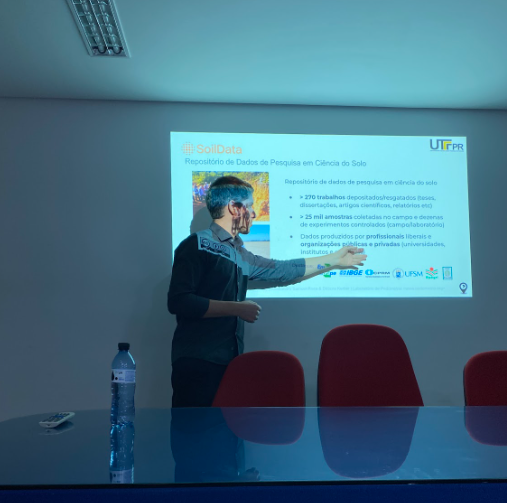 SoilData
UTFPR
Repositório de Dados de Pesquisa em Ciência do Solo
Repositório de dados de pesquisa em ciência do solo
> 270 trabalhos depositados/resgatados (teses,
dissertações, artigos científicos, relatórios etc)
> 25 mil amostras coletadas no campo e dezenas
de experimentos controlados (campo/laboratório)
Dados produzidos por profissionais liberais e
organizações públicas e privadas (universidades,
institutos e
IBGE
UFSM